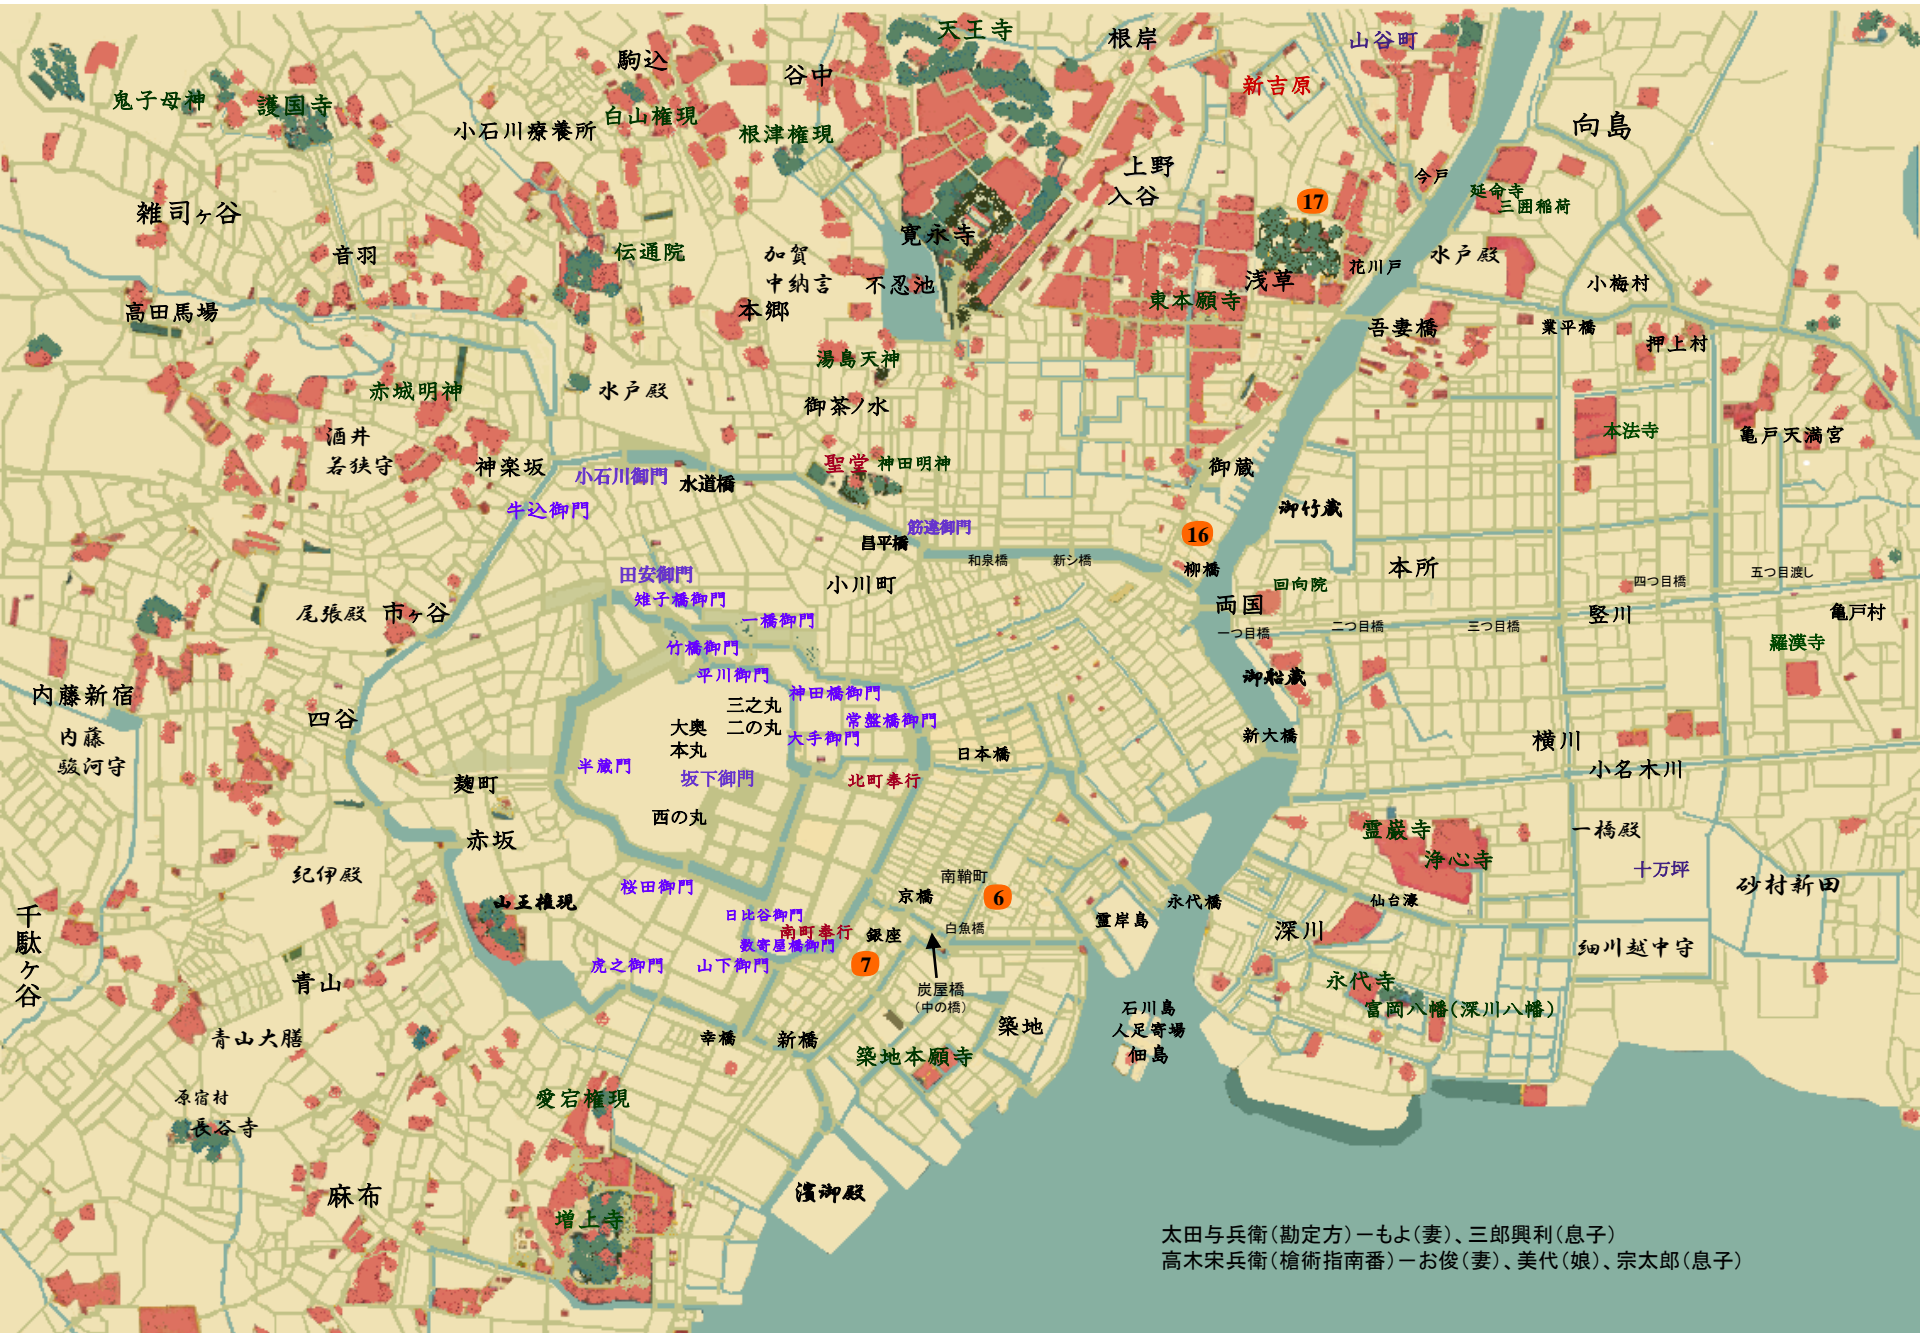 天王寺
根岸
山谷町
駒込
谷中
新吉原
鬼子母神
護国寺
白山権現
小石川療養所
根津権現
向島
上野
入谷
今戸
延命寺
三囲稲荷
17
雑司ヶ谷
音羽
伝通院
加賀
中納言
寛永寺
不忍池
本郷
浅草
花川戸
水戸殿
小梅村
東本願寺
高田馬場
吾妻橋
業平橋
押上村
湯島天神
赤城明神
水戸殿
御茶ノ水
酒井
若狭守
神楽坂
小石川御門
水道橋
聖堂
神田明神
御蔵
本法寺
亀戸天満宮
牛込御門
御竹蔵
筋違御門
昌平橋
16
和泉橋
新シ橋
柳橋
本所
田安御門
雉子橋御門
小川町
回向院
四つ目橋
五つ目渡し
尾張殿
市ヶ谷
一橋御門
両国
一つ目橋
二つ目橋
三つ目橋
竪川
亀戸村
竹橋御門
羅漢寺
平川御門
御船蔵
内藤新宿
神田橋御門
三之丸
二の丸
大奥
本丸
常盤橋御門
大手御門
四谷
内藤
駿河守
日本橋
新大橋
横川
半蔵門
坂下御門
北町奉行
小名木川
麹町
西の丸
赤坂
霊巌寺
浄心寺
一橋殿
十万坪
紀伊殿
桜田御門
南鞘町
6
京橋
砂村新田
山王権現
日比谷御門
南町奉行
数寄屋橋御門
銀座
白魚橋
霊岸島
永代橋
仙台濠
深川
細川越中守
千駄ヶ谷
虎之御門
山下御門
7
青山
炭屋橋
(中の橋)
永代寺
富岡八幡(深川八幡)
石川島
人足寄場
佃島
築地
青山大膳
幸橋
新橋
築地本願寺
原宿村
長谷寺
愛宕権現
麻布
濱御殿
増上寺
太田与兵衛(勘定方)ーもよ(妻)、三郎興利(息子)
高木宋兵衛(槍術指南番)ーお俊(妻)、美代(娘)、宗太郎(息子)